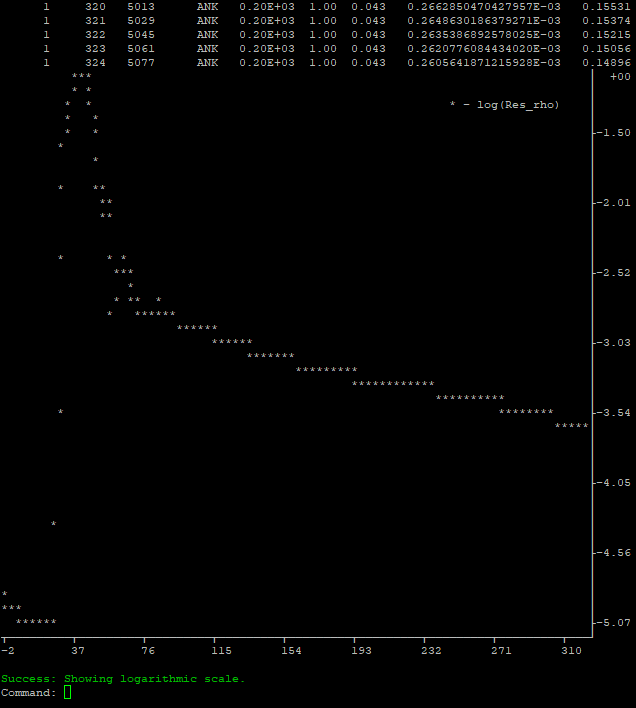 1 320 5013 ANK 0.20E+03 1.00 0.043 0.2662850470427957E-03 0.15531
1 321 5029 ANK 0.20E+03 1.00 0.043 0.2648630186379271E-03 0.15374
1 322 5045 ANK 0.20E+03 1.00 0.043 0.2635386892578025E-03 0.15215
1 323 5061 ANK 0.20E+03 1.00 0.043 0.2620776084434020E-03 0.15056
1 324 5077 ANK 0.20E+03 1.00 0.043 0.2605641871215928E-03 0.14896
+00
* - log(Res_rho)
-1.50
-2.01
-2.52
-3.03
-3.54
-4.05
-4.56
-5.07
-2 37 76 115 154 193 232 271 310
Success: Showing logarithmic scale.
Command: